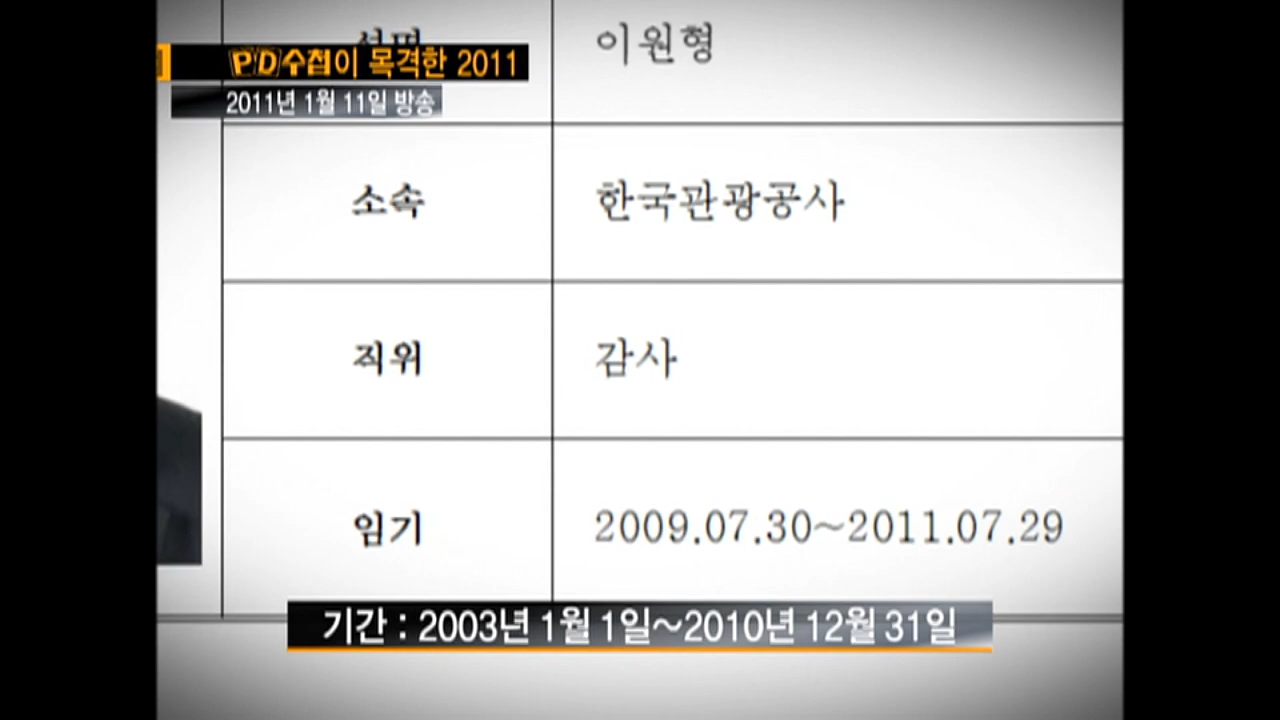 PD수첩이 목격한 2011
2011년 1월 11일 방송
이원형
소속 한국관광공사
직위 감사
임기 2009.07.30~2011.07.29
기간 : 2003년 1월 1일~2010년 12월 31일